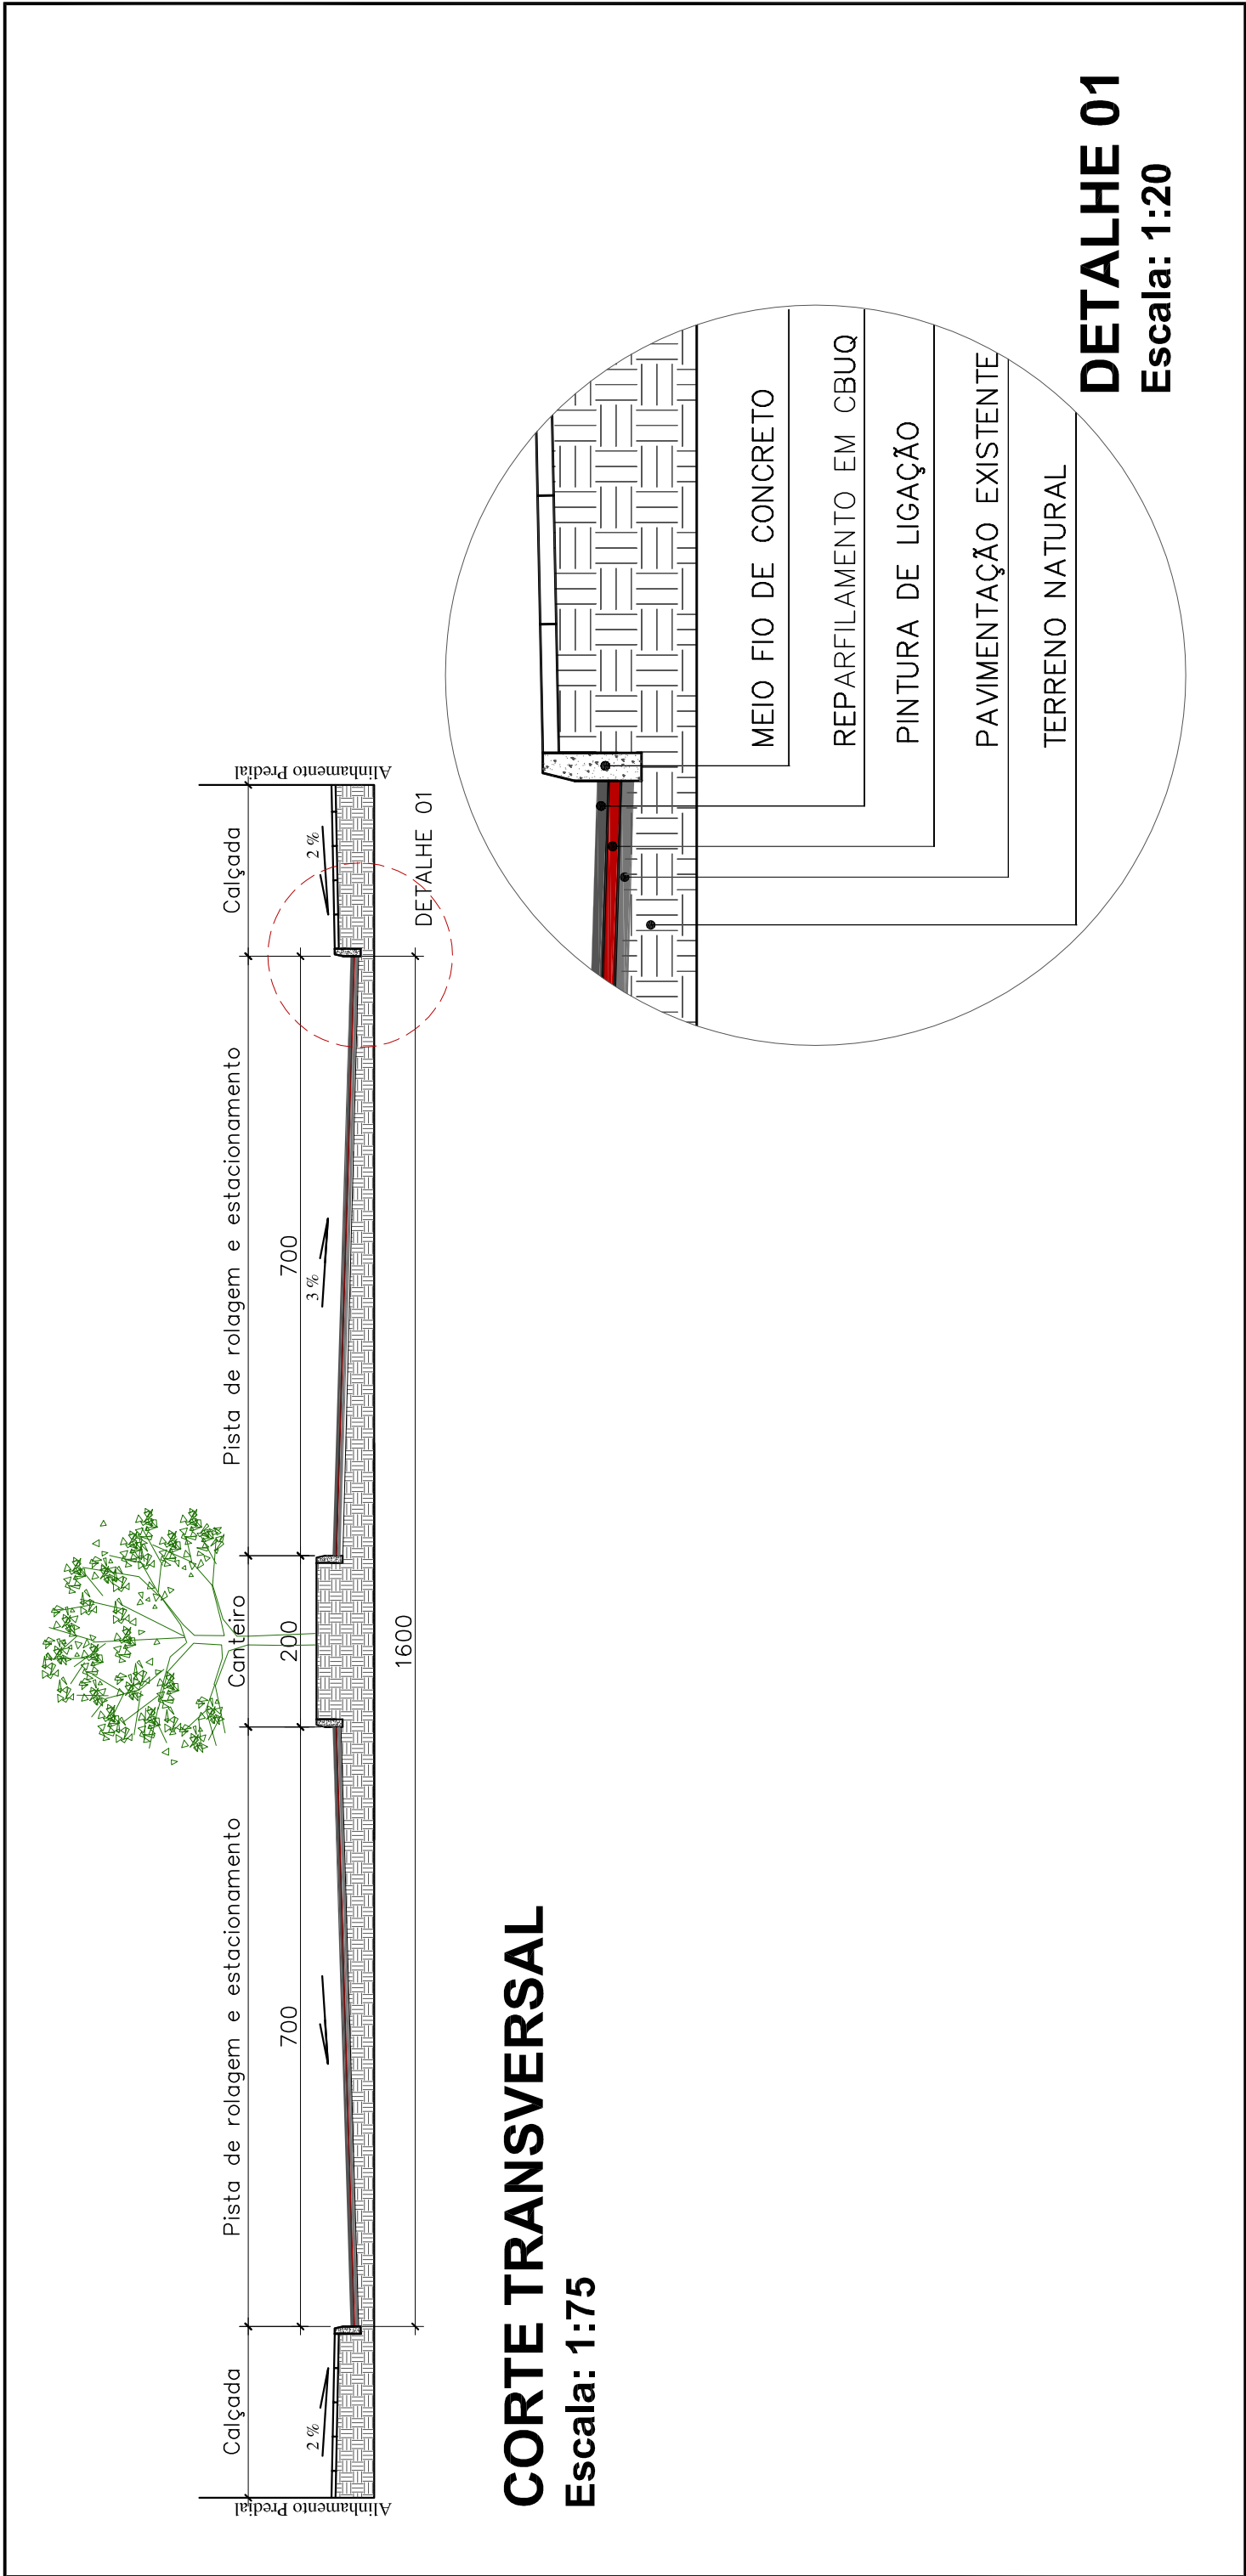 Calçada
Pista de rolagem e estacionamento
Canteiro
Pista de rolagem e estacionamento
Calçada
700
200
700
2 %
3 %
2 %
Alinhamento Predial
Alinhamento Predial
1600
DETALHE 01
CORTE TRANSVERSAL
Escala: 1:75
MEIO FIO DE CONCRETO
REPARFILAMENTO EM CBUQ
PINTURA DE LIGAÇÃO
PAVIMENTAÇÃO EXISTENTE
TERRENO NATURAL
DETALHE 01
Escala: 1:20